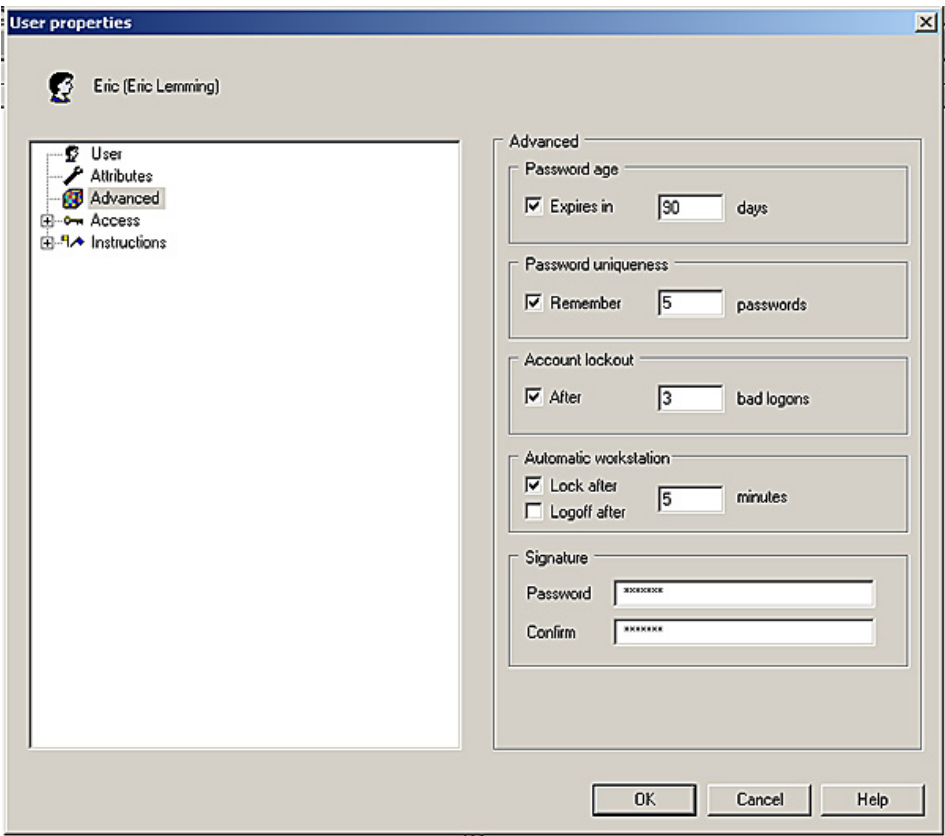 User properties
Eric (Eric Lemming)
User
Attributes
Advanced
Access
Instructions
Advanced
Password age
Expires in 90 days
Password uniqueness
Remember 5 passwords
Account lockout
After 3 bad logons
Automatic workstation
Lock after 5 minutes
Logoff after
Signature
Password *******
Confirm *******
OK Cancel Help